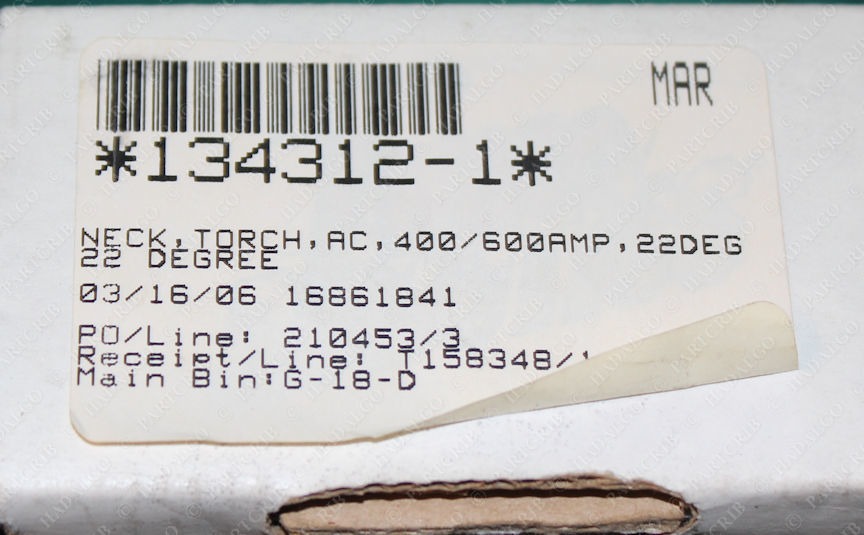 MAR
*134312-1*
NECK,TORCH,AC,400/600AMP,22DEG
22 DEGREE
03/16/06 16861841
PO/Line: 210453/3
Receipt/Line: T158348/
Main Bin:G-18-D